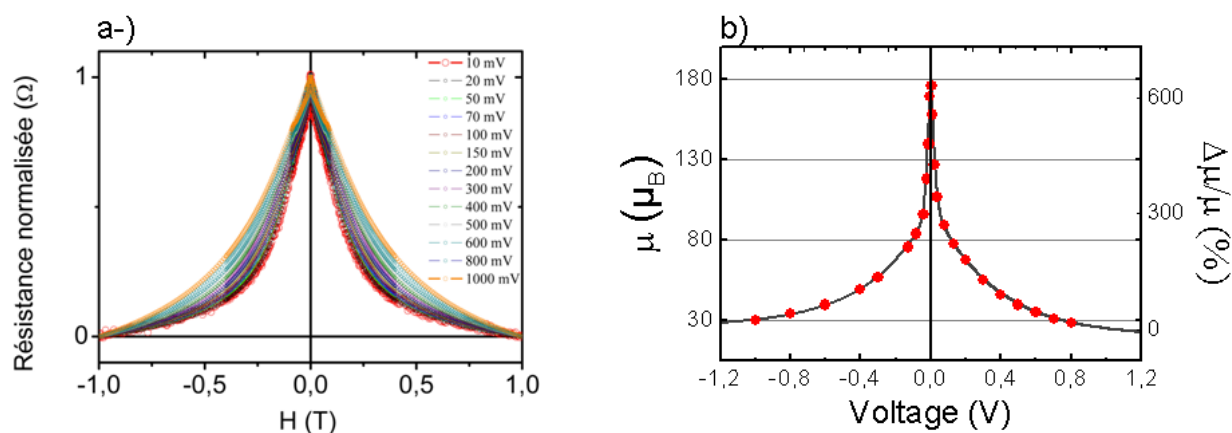 a-)
Résistance normalisée (Ω)
1
0
10 mV
20 mV
50 mV
70 mV
100 mV
150 mV
200 mV
300 mV
400 mV
500 mV
600 mV
800 mV
1000 mV
-1,0 -0,5 0,0 0,5 1,0
H (T)
b)
μ (μB)
180
130
80
30
600
300
0
Δμ/μ (%)
-1,2 -0,8 -0,4 0,0 0,4 0,8 1,2
Voltage (V)